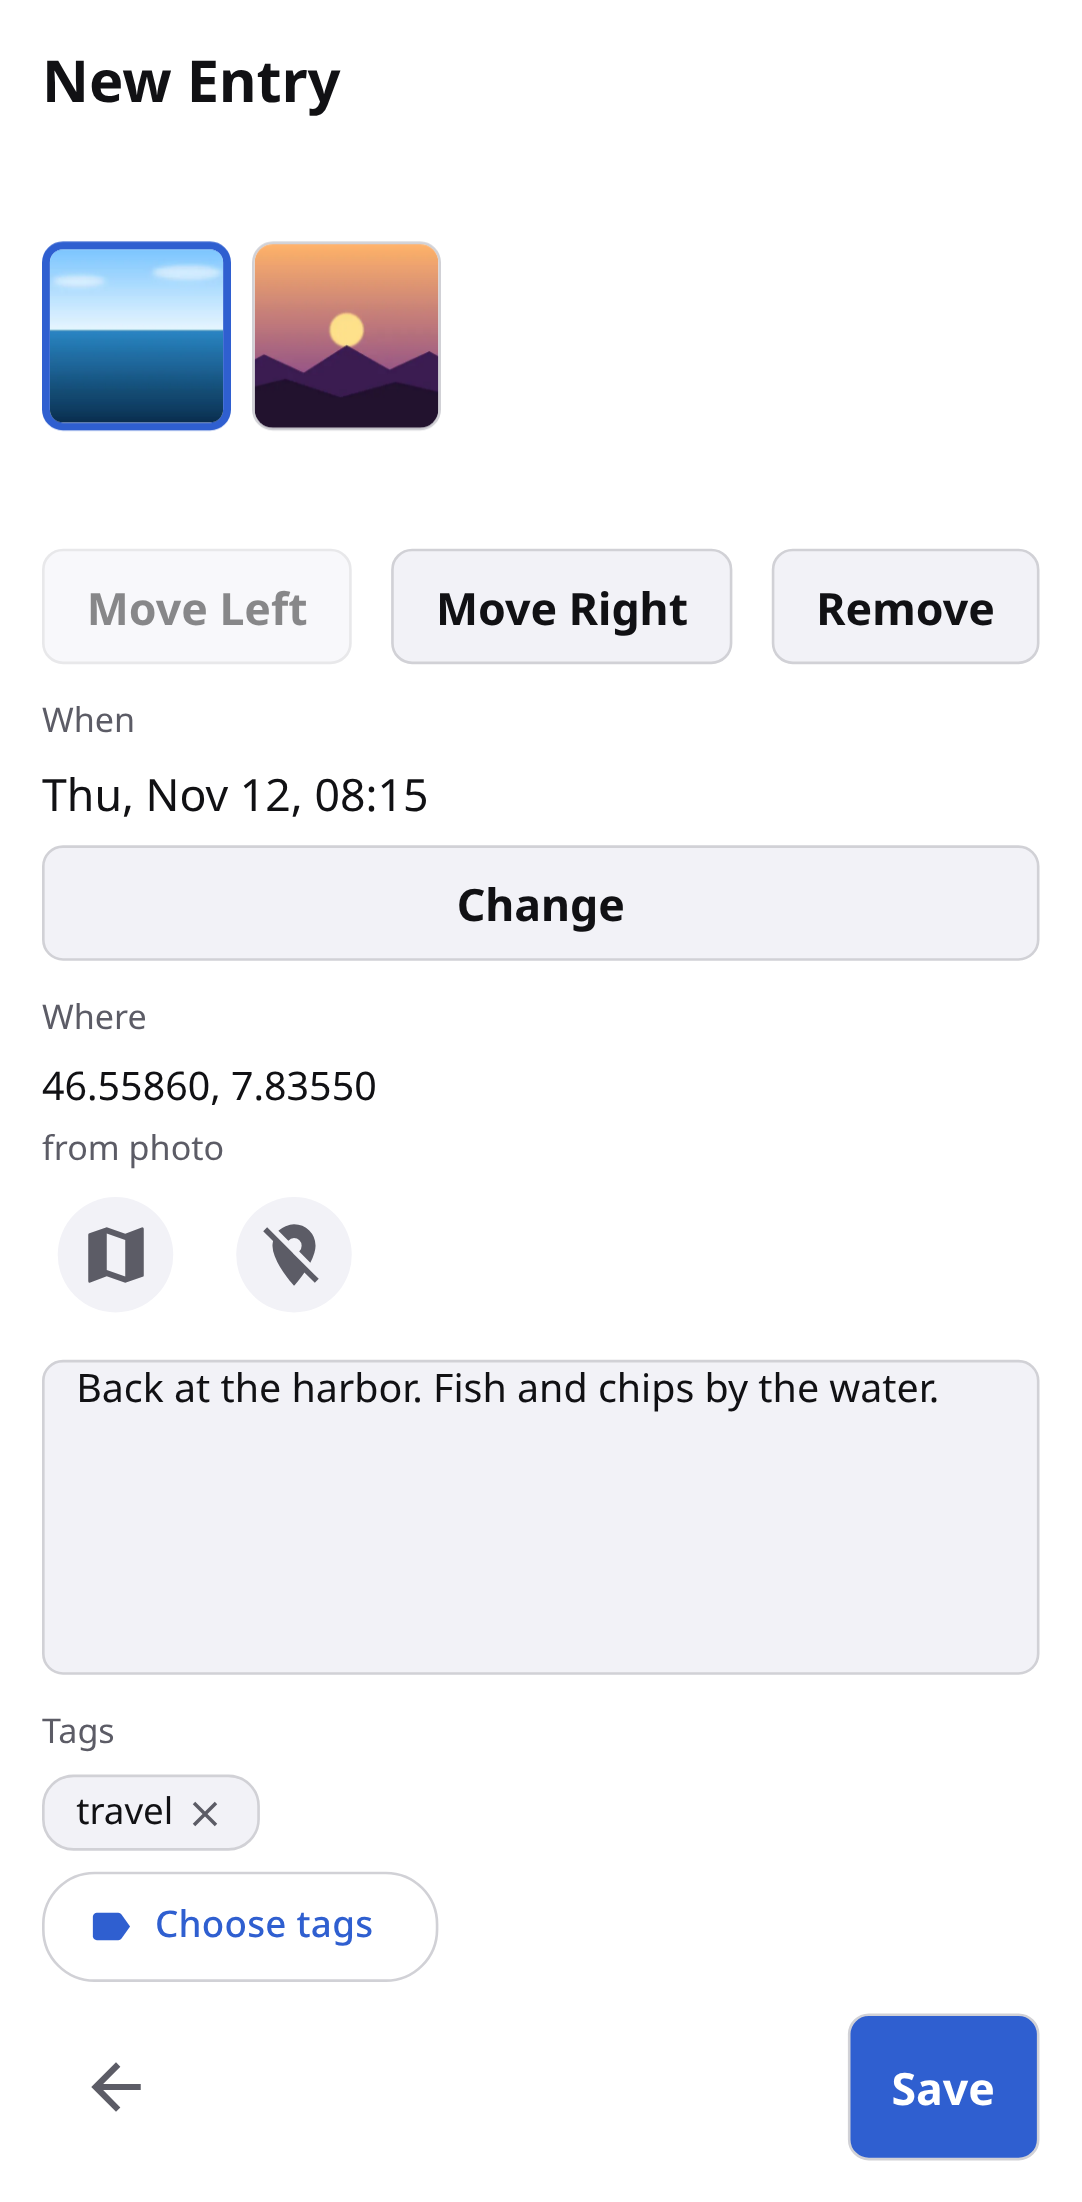 New Entry
Move Left
Move Right
Remove
When
Thu, Nov 12, 08:15
Change
Where
46.55860, 7.83550
from photo
Back at the harbor. Fish and chips by the water.
Tags
travel
Choose tags
Save